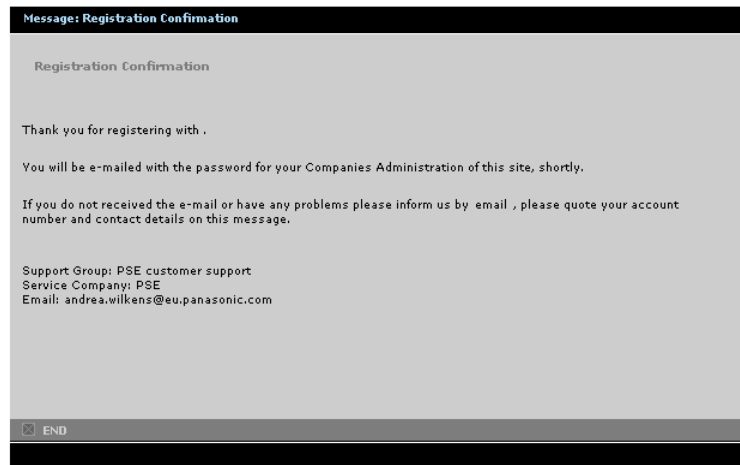 Message: Registration Confirmation
Registration Confirmation
Thank you for registering with .
You will be e-mailed with the password for your Companies Administration of this site, shortly.
If you do not received the e-mail or have any problems please inform us by email , please quote your account
number and contact details on this message.
Support Group: PSE customer support
Service Company: PSE
Email: andrea.wilkens@eu.panasonic.com
END